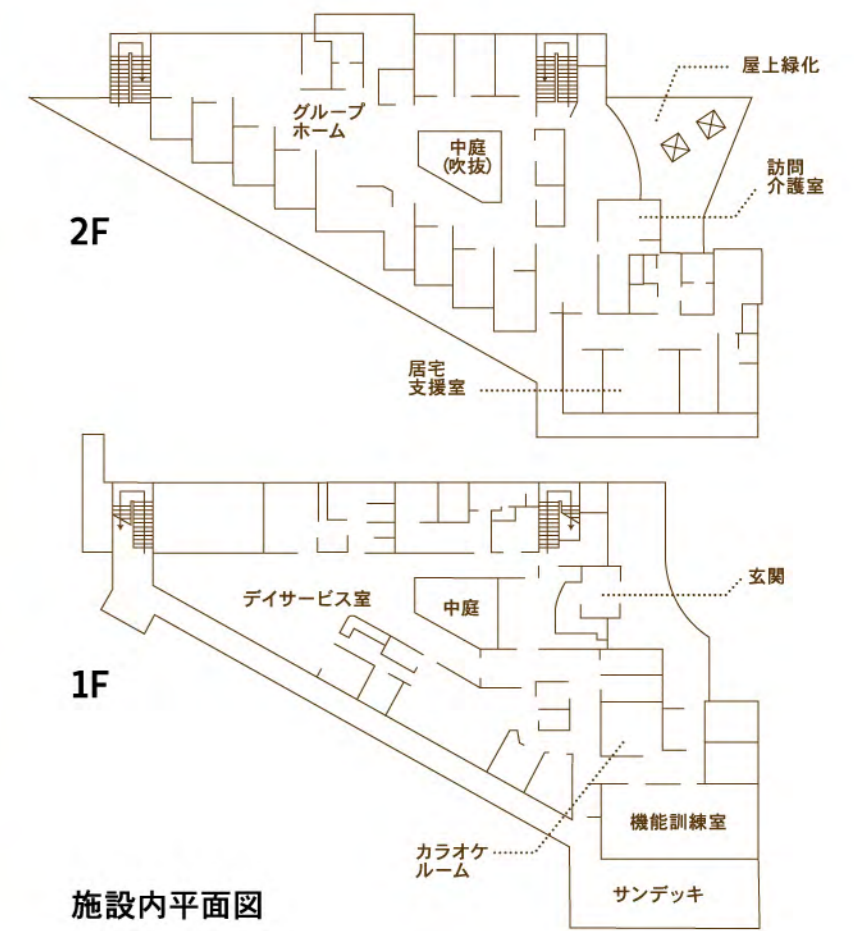 屋上緑化
グループ
ホーム
中庭
(吹抜)
訪問
介護室
2F
居宅
支援室
玄関
デイサービス室
中庭
1F
機能訓練室
カラオケ
ルーム
サンデッキ
施設内平面図